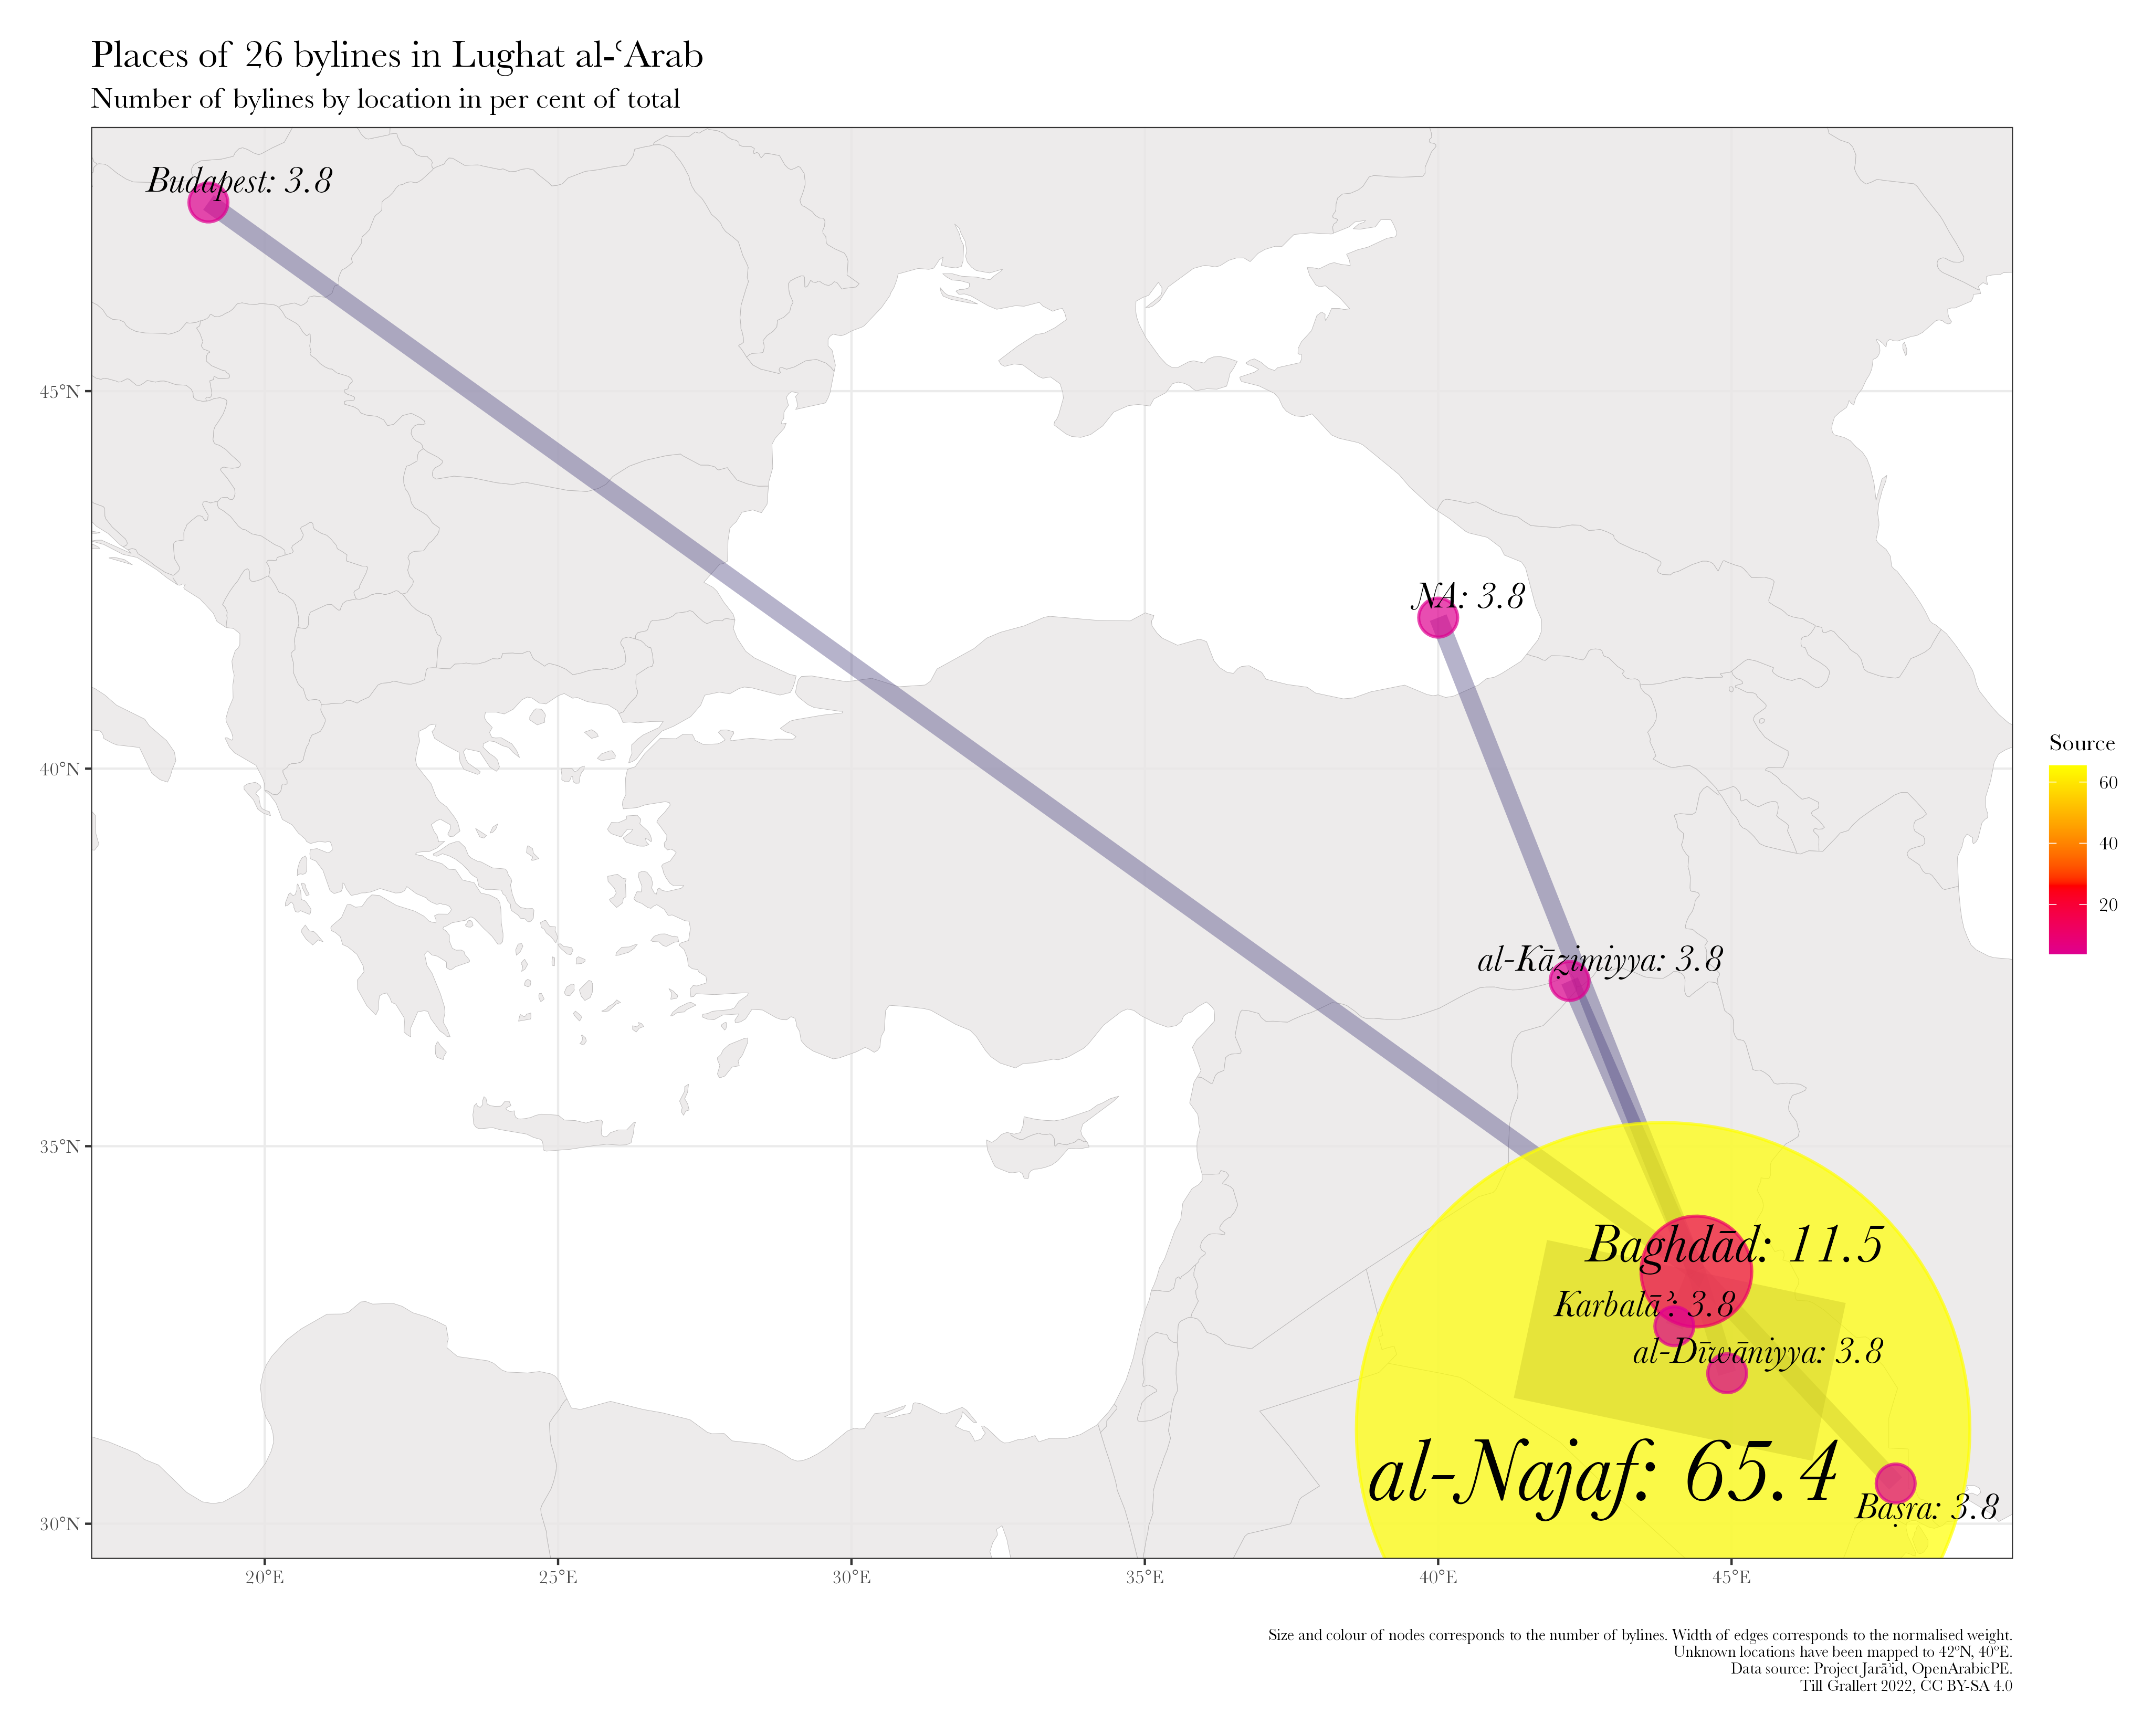 Places of 26 bylines in Lughat al-ʿArab
Number of bylines by location in per cent of total
Budapest: 3.8
NA: 3.8
al-Kāẓimiyya: 3.8
Baghdād: 11.5
Karbalāʾ: 3.8
al-Dīwāniyya: 3.8
al-Najaf: 65.4
Baṣra: 3.8
45°N
40°N
35°N
30°N
20°E
25°E
30°E
35°E
40°E
45°E
Source
60
40
20
Size and colour of nodes corresponds to the number of bylines. Width of edges corresponds to the normalised weight.
Unknown locations have been mapped to 42°N, 40°E.
Data source: Project Jarāʾid, OpenArabicPE.
Till Grallert 2022, CC BY-SA 4.0